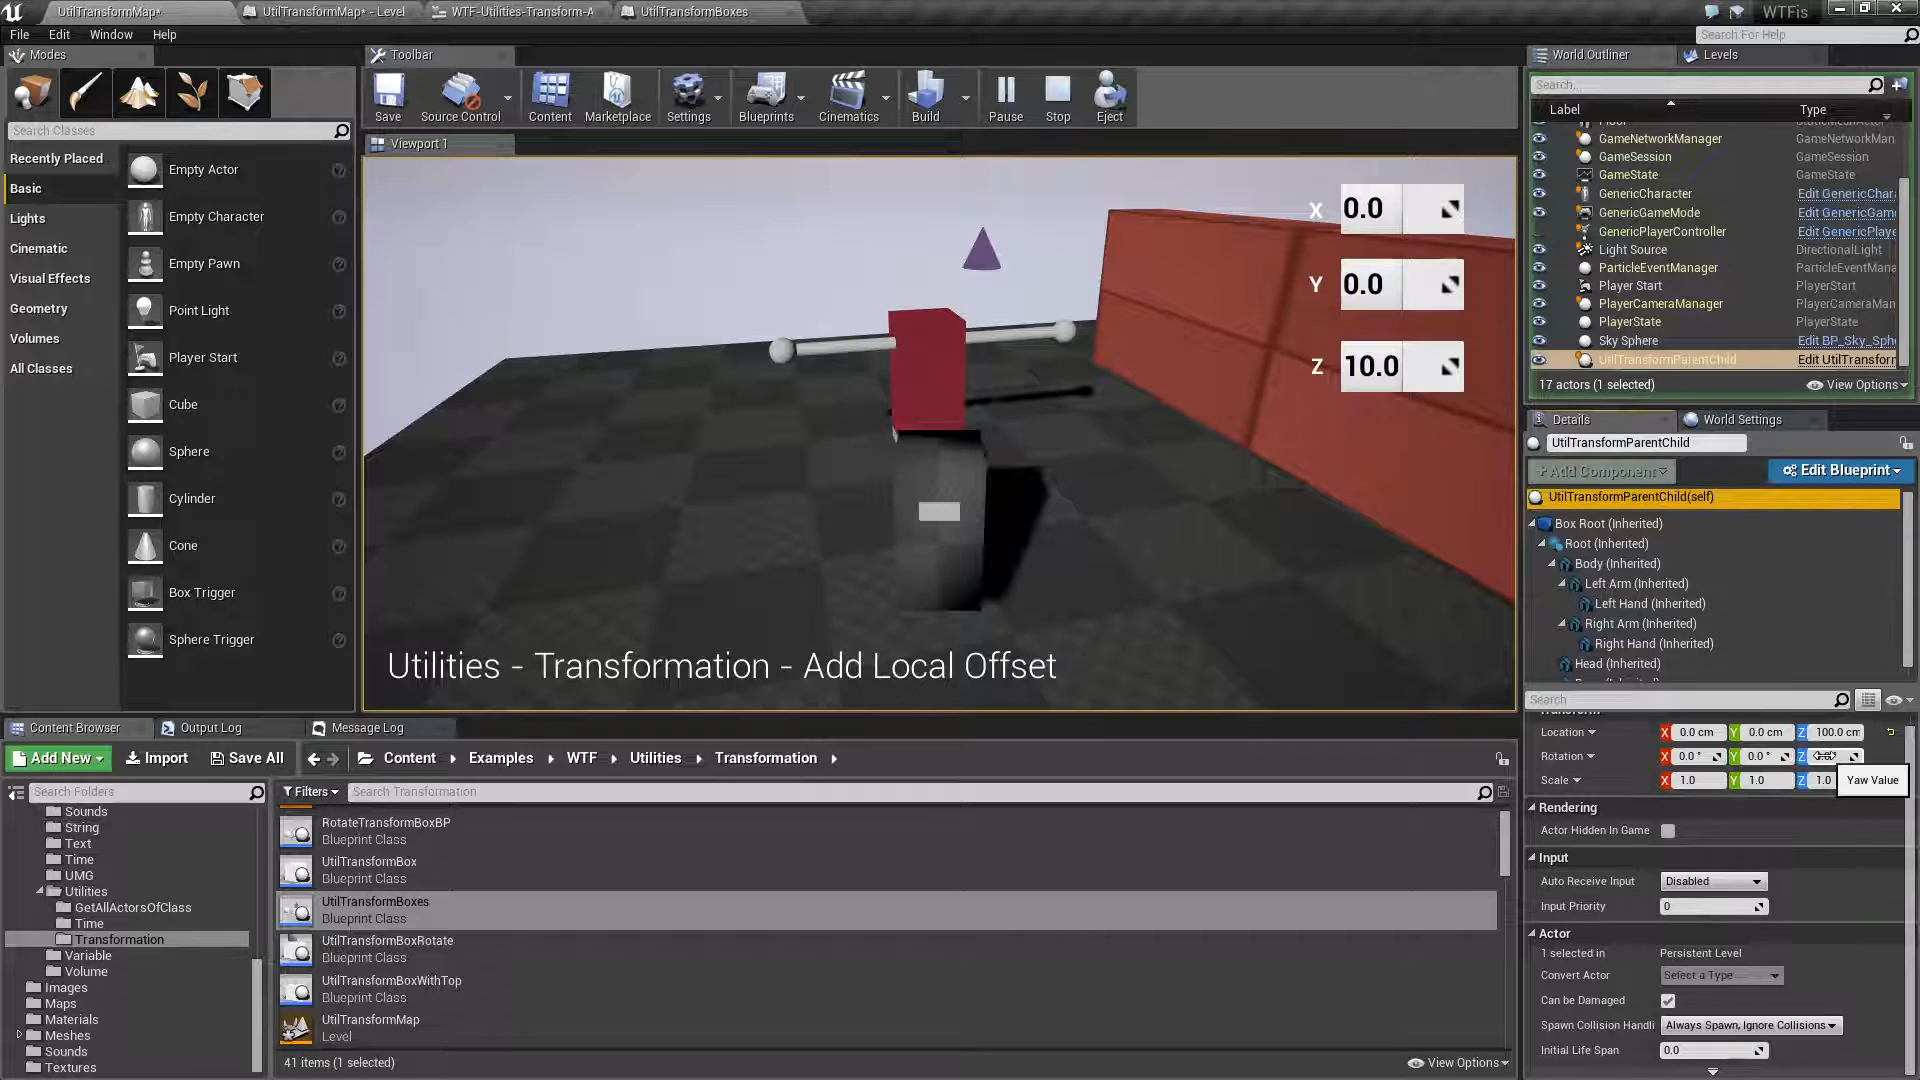 UtilTransformMap*
UtilTransformMap* - Level
WTF-Utilities-Transform-A
UtilTransformBoxes
WTFis
File
Edit
Window
Help
Search For Help
Modes
Search Classes
Recently Placed
Basic
Lights
Cinematic
Visual Effects
Geometry
Volumes
All Classes
Empty Actor
Empty Character
Empty Pawn
Point Light
Player Start
Cube
Sphere
Cylinder
Cone
Box Trigger
Sphere Trigger
Toolbar
Save
Source Control
Content
Marketplace
Settings
Blueprints
Cinematics
Build
Pause
Stop
Eject
Viewport 1
X 0.0
Y 0.0
Z 10.0
Utilities - Transformation - Add Local Offset
World Outliner
Levels
Search...
Label
Type
GameNetworkManager GameNetworkMan
GameSession GameSession
GameState GameState
GenericCharacter Edit GenericChar
GenericGameMode Edit GenericGam
GenericPlayerController Edit GenericPlaye
Light Source DirectionalLight
ParticleEventManager ParticleEventMana
Player Start PlayerStart
PlayerCameraManager PlayerCameraMan
PlayerState PlayerState
Sky Sphere Edit BP_Sky_Sph
UtilTransformParentChild Edit UtilTransform
17 actors (1 selected)
View Options
Details
World Settings
UtilTransformParentChild
+Add Component
Edit Blueprint
UtilTransformParentChild(self)
Box Root (Inherited)
Root (Inherited)
Body (Inherited)
Left Arm (Inherited)
Left Hand (Inherited)
Right Arm (Inherited)
Right Hand (Inherited)
Head (Inherited)
Search
Transform
Location X 0.0 cm Y 0.0 cm Z 100.0 cm
Rotation X 0.0 ° Y 0.0 ° Z
Scale X 1.0 Y 1.0 Z 1.0
Yaw Value
Rendering
Actor Hidden In Game
Input
Auto Receive Input Disabled
Input Priority 0
Actor
1 selected in Persistent Level
Convert Actor Select a Type
Can be Damaged
Spawn Collision Handli Always Spawn, Ignore Collisions
Initial Life Span 0.0
Content Browser
Output Log
Message Log
Add New
Import
Save All
Content
Examples
WTF
Utilities
Transformation
Search Folders
Sounds
String
Text
Time
UMG
Utilities
GetAllActorsOfClass
Time
Transformation
Variable
Volume
Images
Maps
Materials
Meshes
Sounds
Textures
Filters
Search Transformation
RotateTransformBoxBP
Blueprint Class
UtilTransformBox
Blueprint Class
UtilTransformBoxes
Blueprint Class
UtilTransformBoxRotate
Blueprint Class
UtilTransformBoxWithTop
Blueprint Class
UtilTransformMap
Level
41 items (1 selected)
View Options